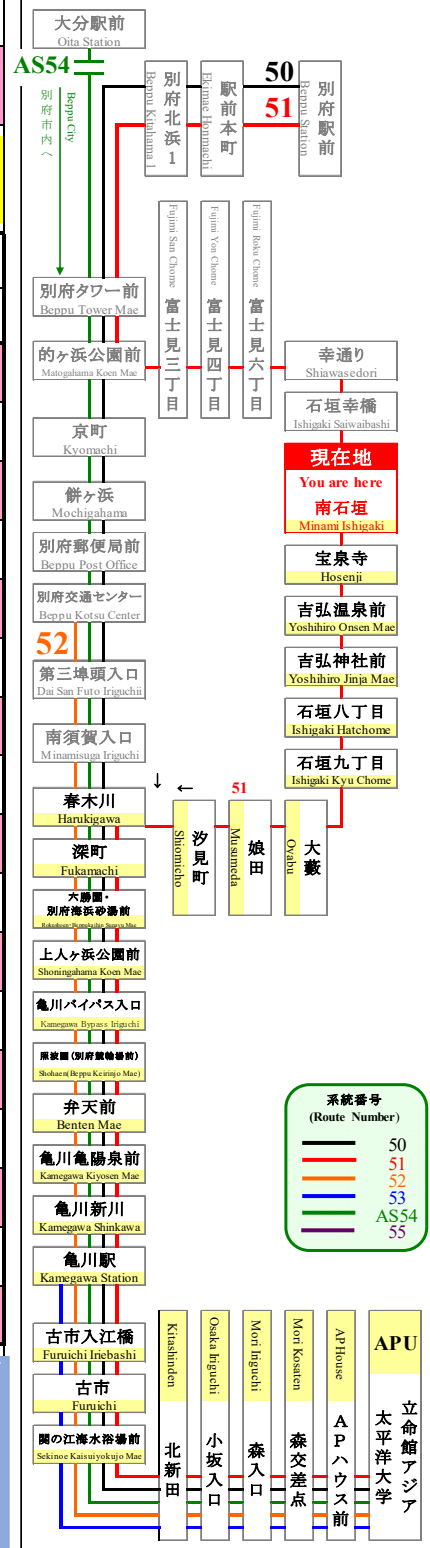 大分駅前
Oita Station
AS54
Beppu City
別府市内へ
別府北浜1
Beppu Kitahama 1
駅前本町
Ekimae Honmachi
50
51
別府駅前
Beppu Station
別府タワー前
Beppu Tower Mae
的ヶ浜公園前
Matogahama Koen Mae
Fujimi San Chome
富士見三丁目
Fujimi Yon Chome
富士見四丁目
Fujimi Roku Chome
富士見六丁目
幸通り
Shiawasedori
石垣幸橋
Ishigaki Saiwaibashi
現在地
You are here
南石垣
Minami Ishigaki
宝泉寺
Hosenji
吉弘温泉前
Yoshihiro Onsen Mae
吉弘神社前
Yoshihiro Jinja Mae
石垣八丁目
Ishigaki Hatchome
石垣九丁目
Ishigaki Kyu Chome
京町
Kyomachi
餅ヶ浜
Mochigahama
別府郵便局前
Beppu Post Office
別府交通センター
Beppu Kotsu Center
52
第三埠頭入口
Dai San Futo Iriguchii
南須賀入口
Minamisuga Iriguchi
春木川
Harukigawa
↓ ←
51
汐見町
Shiomicho
娘田
Musumeda
大藪
Oyabu
深町
Fukamachi
六勝園・
別府海浜砂湯前
上人ヶ浜公園前
Shoningahama Koen Mae
亀川バイパス入口
Kamegawa Bypass Iriguchi
照波園(別府競輪場前)
Shohaen(Beppu Keirinjo Mae)
弁天前
Benten Mae
亀川亀陽泉前
Kamegawa Kiyosen Mae
亀川新川
Kamegawa Shinkawa
亀川駅
Kamegawa Station
古市入江橋
Furuichi Iriebashi
古市
Furuichi
関の江海水浴場前
Sekinoe Kaisuiyokujo Mae
系統番号
(Route Number)
50
51
52
53
AS54
55
Kitashinden
北新田
Osaka Iriguchi
小坂入口
Mori Iriguchi
森入口
Mori Kosaten
森交差点
AP House
APハウス前
APU
立命館アジア
太平洋大学